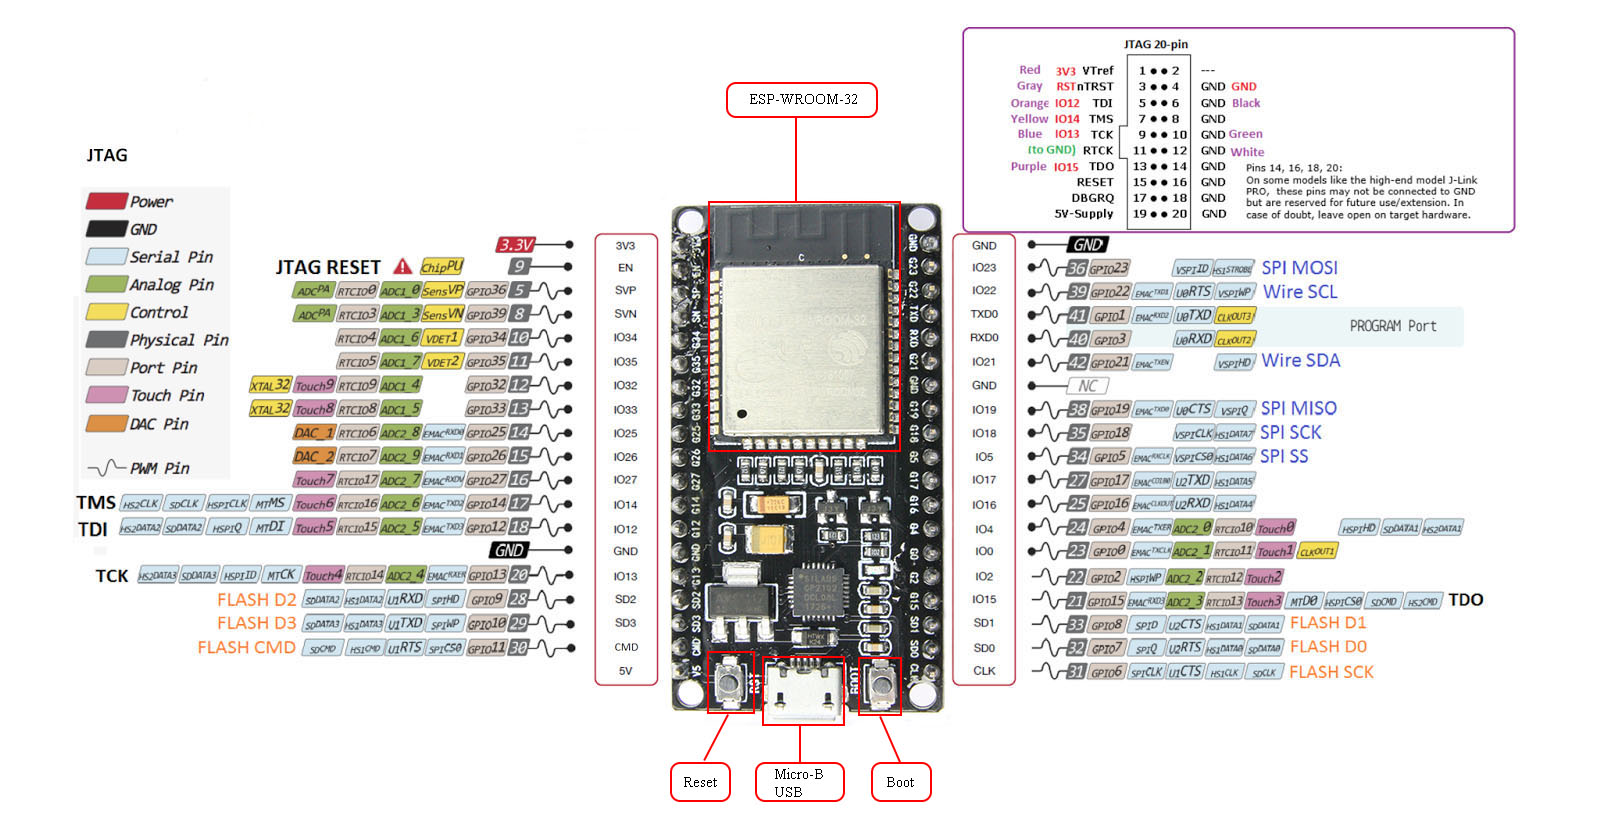 JTAG 20-pin
Red 3V3 VTref 1 2 ---
Gray RST nTRST 3 4 GND GND
Orange IO12 TDI 5 6 GND Black
Yellow IO14 TMS 7 8 GND
Blue IO13 TCK 9 10 GND Green
(to GND) RTCK 11 12 GND White
Purple IO15 TDO 13 14 GND
RESET 15 16 GND
DBGRQ 17 18 GND
5V-Supply 19 20 GND
Pins 14, 16, 18, 20:
On some models like the high-end model J-Link
PRO, these pins may not be connected to GND
but are reserved for future use/extension. In
case of doubt, leave open on target hardware.
ESP-WROOM-32
JTAG
Power
GND
Serial Pin
Analog Pin
Control
Physical Pin
Port Pin
Touch Pin
DAC Pin
PWM Pin
3.3V 3V3
JTAG RESET ChipPU 9 EN
ADCPA RTCIO0 ADC1_0 SensVP GPIO36 5 SVP
ADCPA RTCIO3 ADC1_3 SensVN GPIO39 8 SVN
RTCIO4 ADC1_6 VDET1 GPIO34 10 IO34
RTCIO5 ADC1_7 VDET2 GPIO35 11 IO35
XTAL32 Touch9 RTCIO9 ADC1_4 GPIO32 12 IO32
XTAL32 Touch8 RTCIO8 ADC1_5 GPIO33 13 IO33
DAC_1 RTCIO6 ADC2_8 EMACRXD0 GPIO25 14 IO25
DAC_2 RTCIO7 ADC2_9 EMACRXD1 GPIO26 15 IO26
Touch7 RTCIO7 ADC2_7 EMACRXDV GPIO27 16 IO27
TMS HS2CLK SDCLK HSPICLK MTMS Touch6 RTCIO16 ADC2_6 EMACTXD2 GPIO14 17 IO14
TDI HS2DATA2 SDDATA2 HSPIQ MTDI Touch5 RTCIO15 ADC2_5 EMACTXD3 GPIO12 18 IO12
GND GND
TCK HS2DATA3 SDDATA3 HSPIID MTCK Touch4 RTCIO14 ADC2_4 EMACRXER GPIO13 20 IO13
FLASH D2 SDDATA2 HS1DATA2 U1RXD SPIHD GPIO9 28 SD2
FLASH D3 SDDATA3 HS1DATA3 U1TXD SPIWP GPIO10 29 SD3
FLASH CMD SDCMD HS1CMD U1RTS SPICS0 GPIO11 30 CMD
5V
GND GND
IO23 36 GPIO23 VSPIID HS1STROBE SPI MOSI
IO22 39 GPIO22 EMACTXD1 U0RTS VSPIWP Wire SCL
TXD0 41 GPIO1 EMACRXD2 U0TXD CLKOUT3 PROGRAM Port
RXD0 40 GPIO3 U0RXD CLKOUT2
IO21 42 GPIO21 EMACTXEN VSPIHD Wire SDA
GND NC
IO19 38 GPIO19 EMACTXD0 U0CTS VSPIQ SPI MISO
IO18 35 GPIO18 VSPICLK HS1DATA7 SPI SCK
IO5 34 GPIO5 EMACRXCLK VSPICS0 HS1DATA6 SPI SS
IO17 27 GPIO17 EMACCO180 U2TXD HS1DATA5
IO16 25 GPIO16 EMACCLKOUT U2RXD HS1DATA4
IO4 24 GPIO4 EMACTXER ADC2_0 RTCIO10 Touch0 HSPIHD SDDATA1 HS2DATA1
IO0 23 GPIO0 EMACTXCLK ADC2_1 RTCIO11 Touch1 CLKOUT1
IO2 22 GPIO2 HSPIWP ADC2_2 RTCIO12 Touch2
IO15 21 GPIO15 EMACRXD3 ADC2_3 RTCIO13 Touch3 MTDO HSPICS0 SDCMD HS2CMD TDO
SD1 33 GPIO8 SPID U2CTS HS1DATA1 SDDATA1 FLASH D1
SD0 32 GPIO7 SPIQ U2RTS HS1DATA0 SDDATA0 FLASH D0
CLK 31 GPIO6 SPICLK U1CTS HS1CLK SDCLK FLASH SCK
Reset
Micro-B
USB
Boot